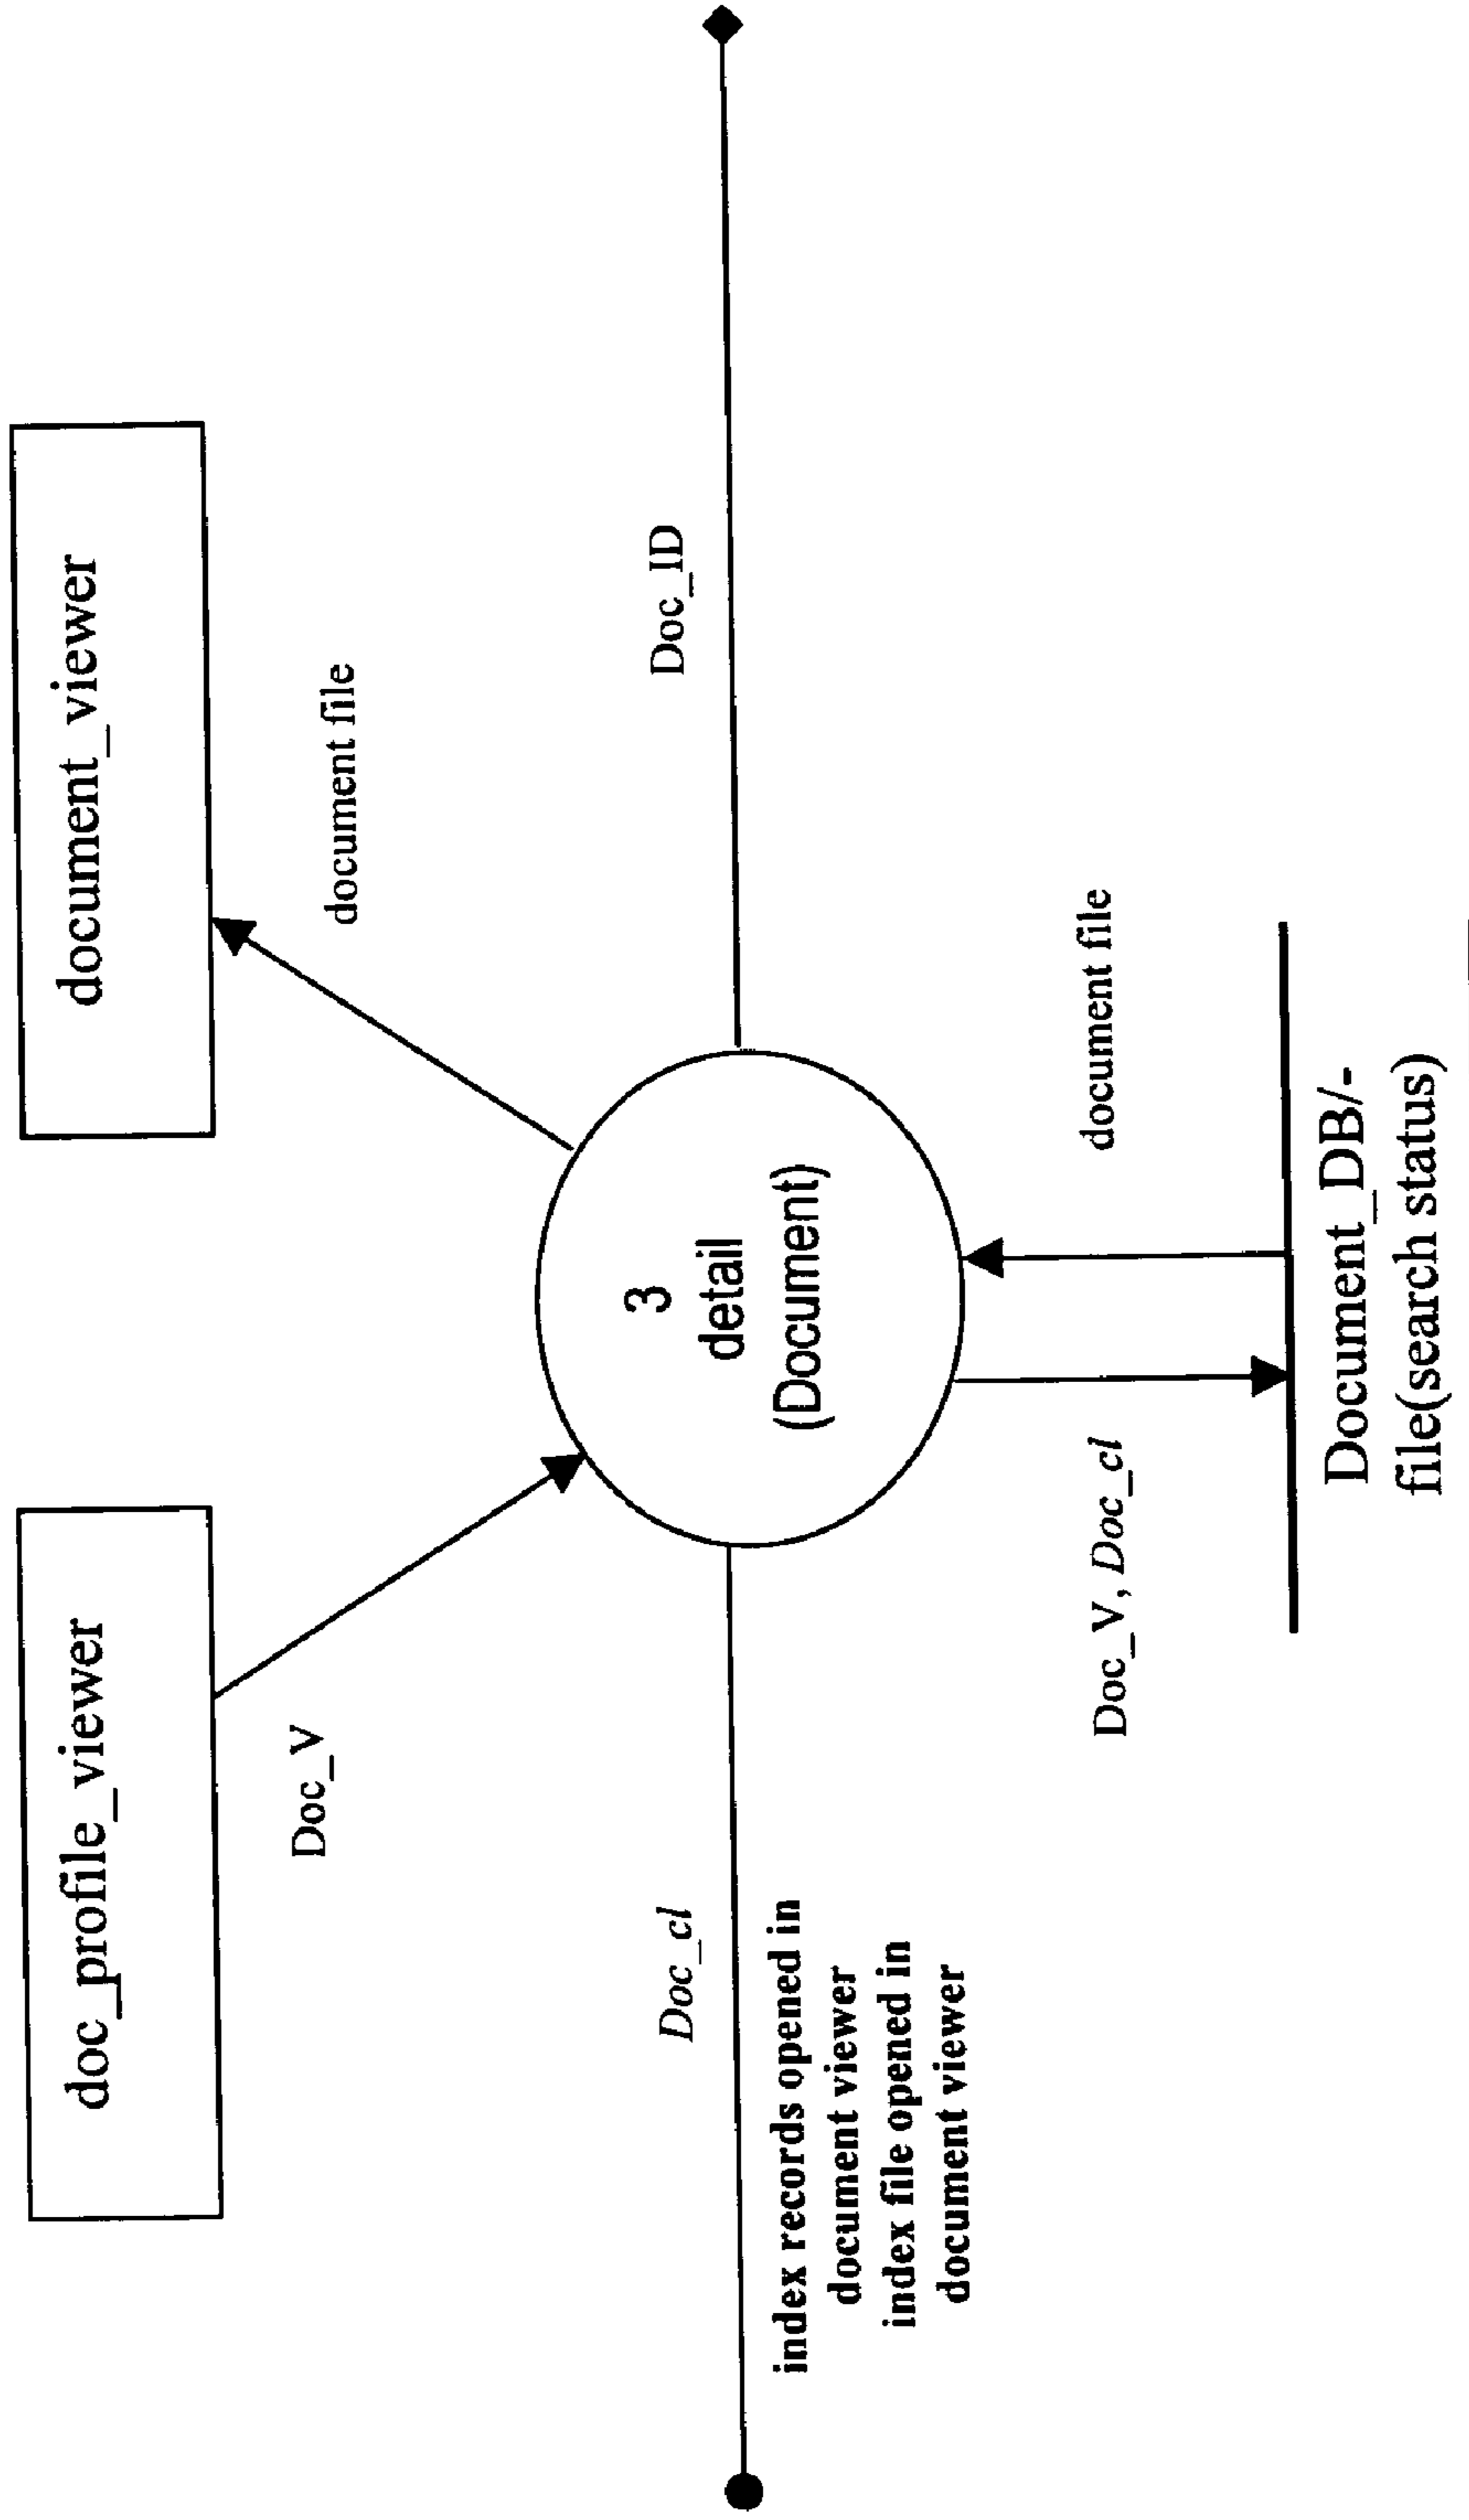 doc_profile_viewer
document_viewer
Doc_V
document file
Doc_cl
Doc_ID
3
detail
(Document)
index records opened in
document viewer
index file opened in
document viewer
Doc_V, Doc_cl
document file
Document_DB/-
file(search status)